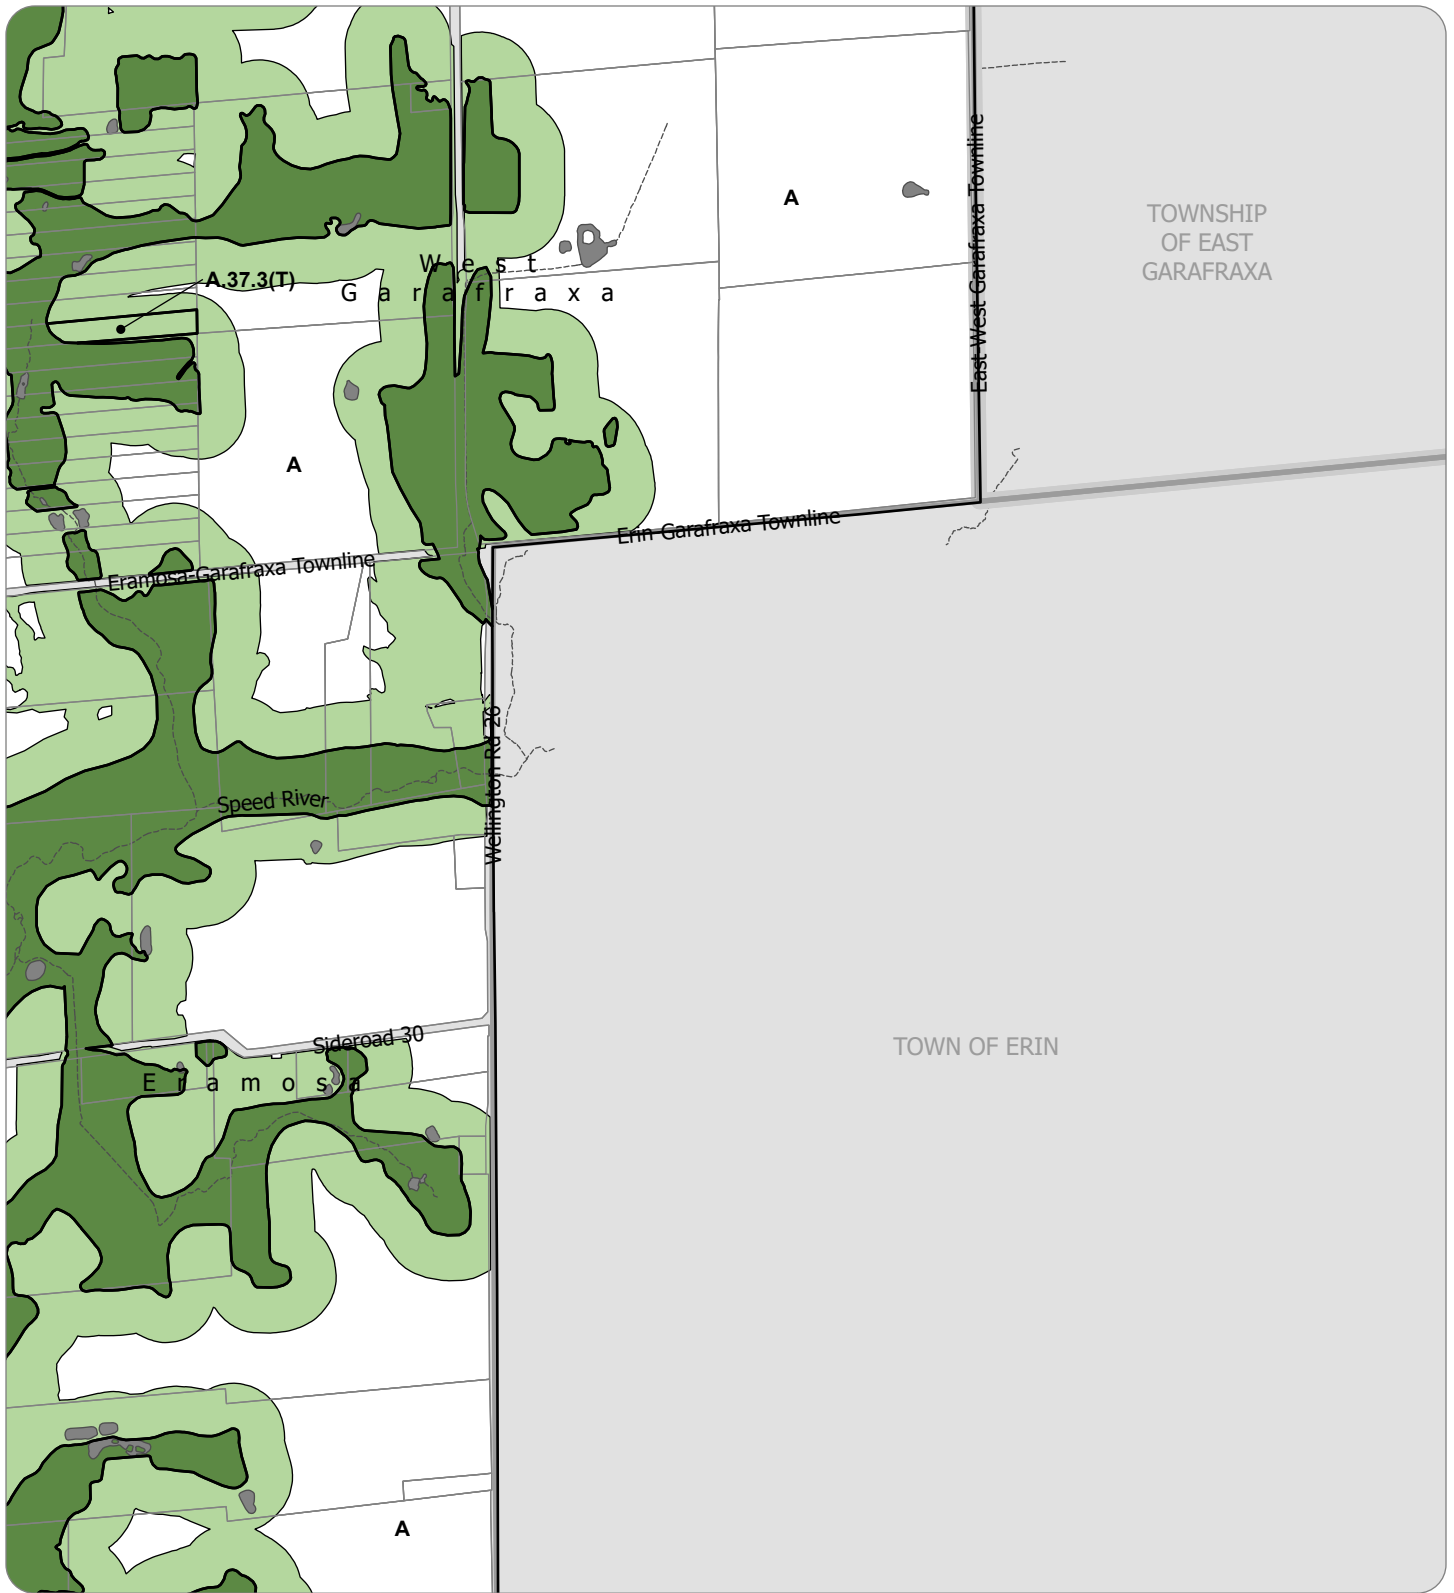 A
East-West Garafraxa Townline
TOWNSHIP
OF EAST
GARAFRAXA
West
Garafraxa
A.37.3(T)
A
Erin Garafraxa Townline
Eramosa-Garafraxa Townline
Wellington Rd 26
Speed River
Sideroad 30
TOWN OF ERIN
Eramosa
A